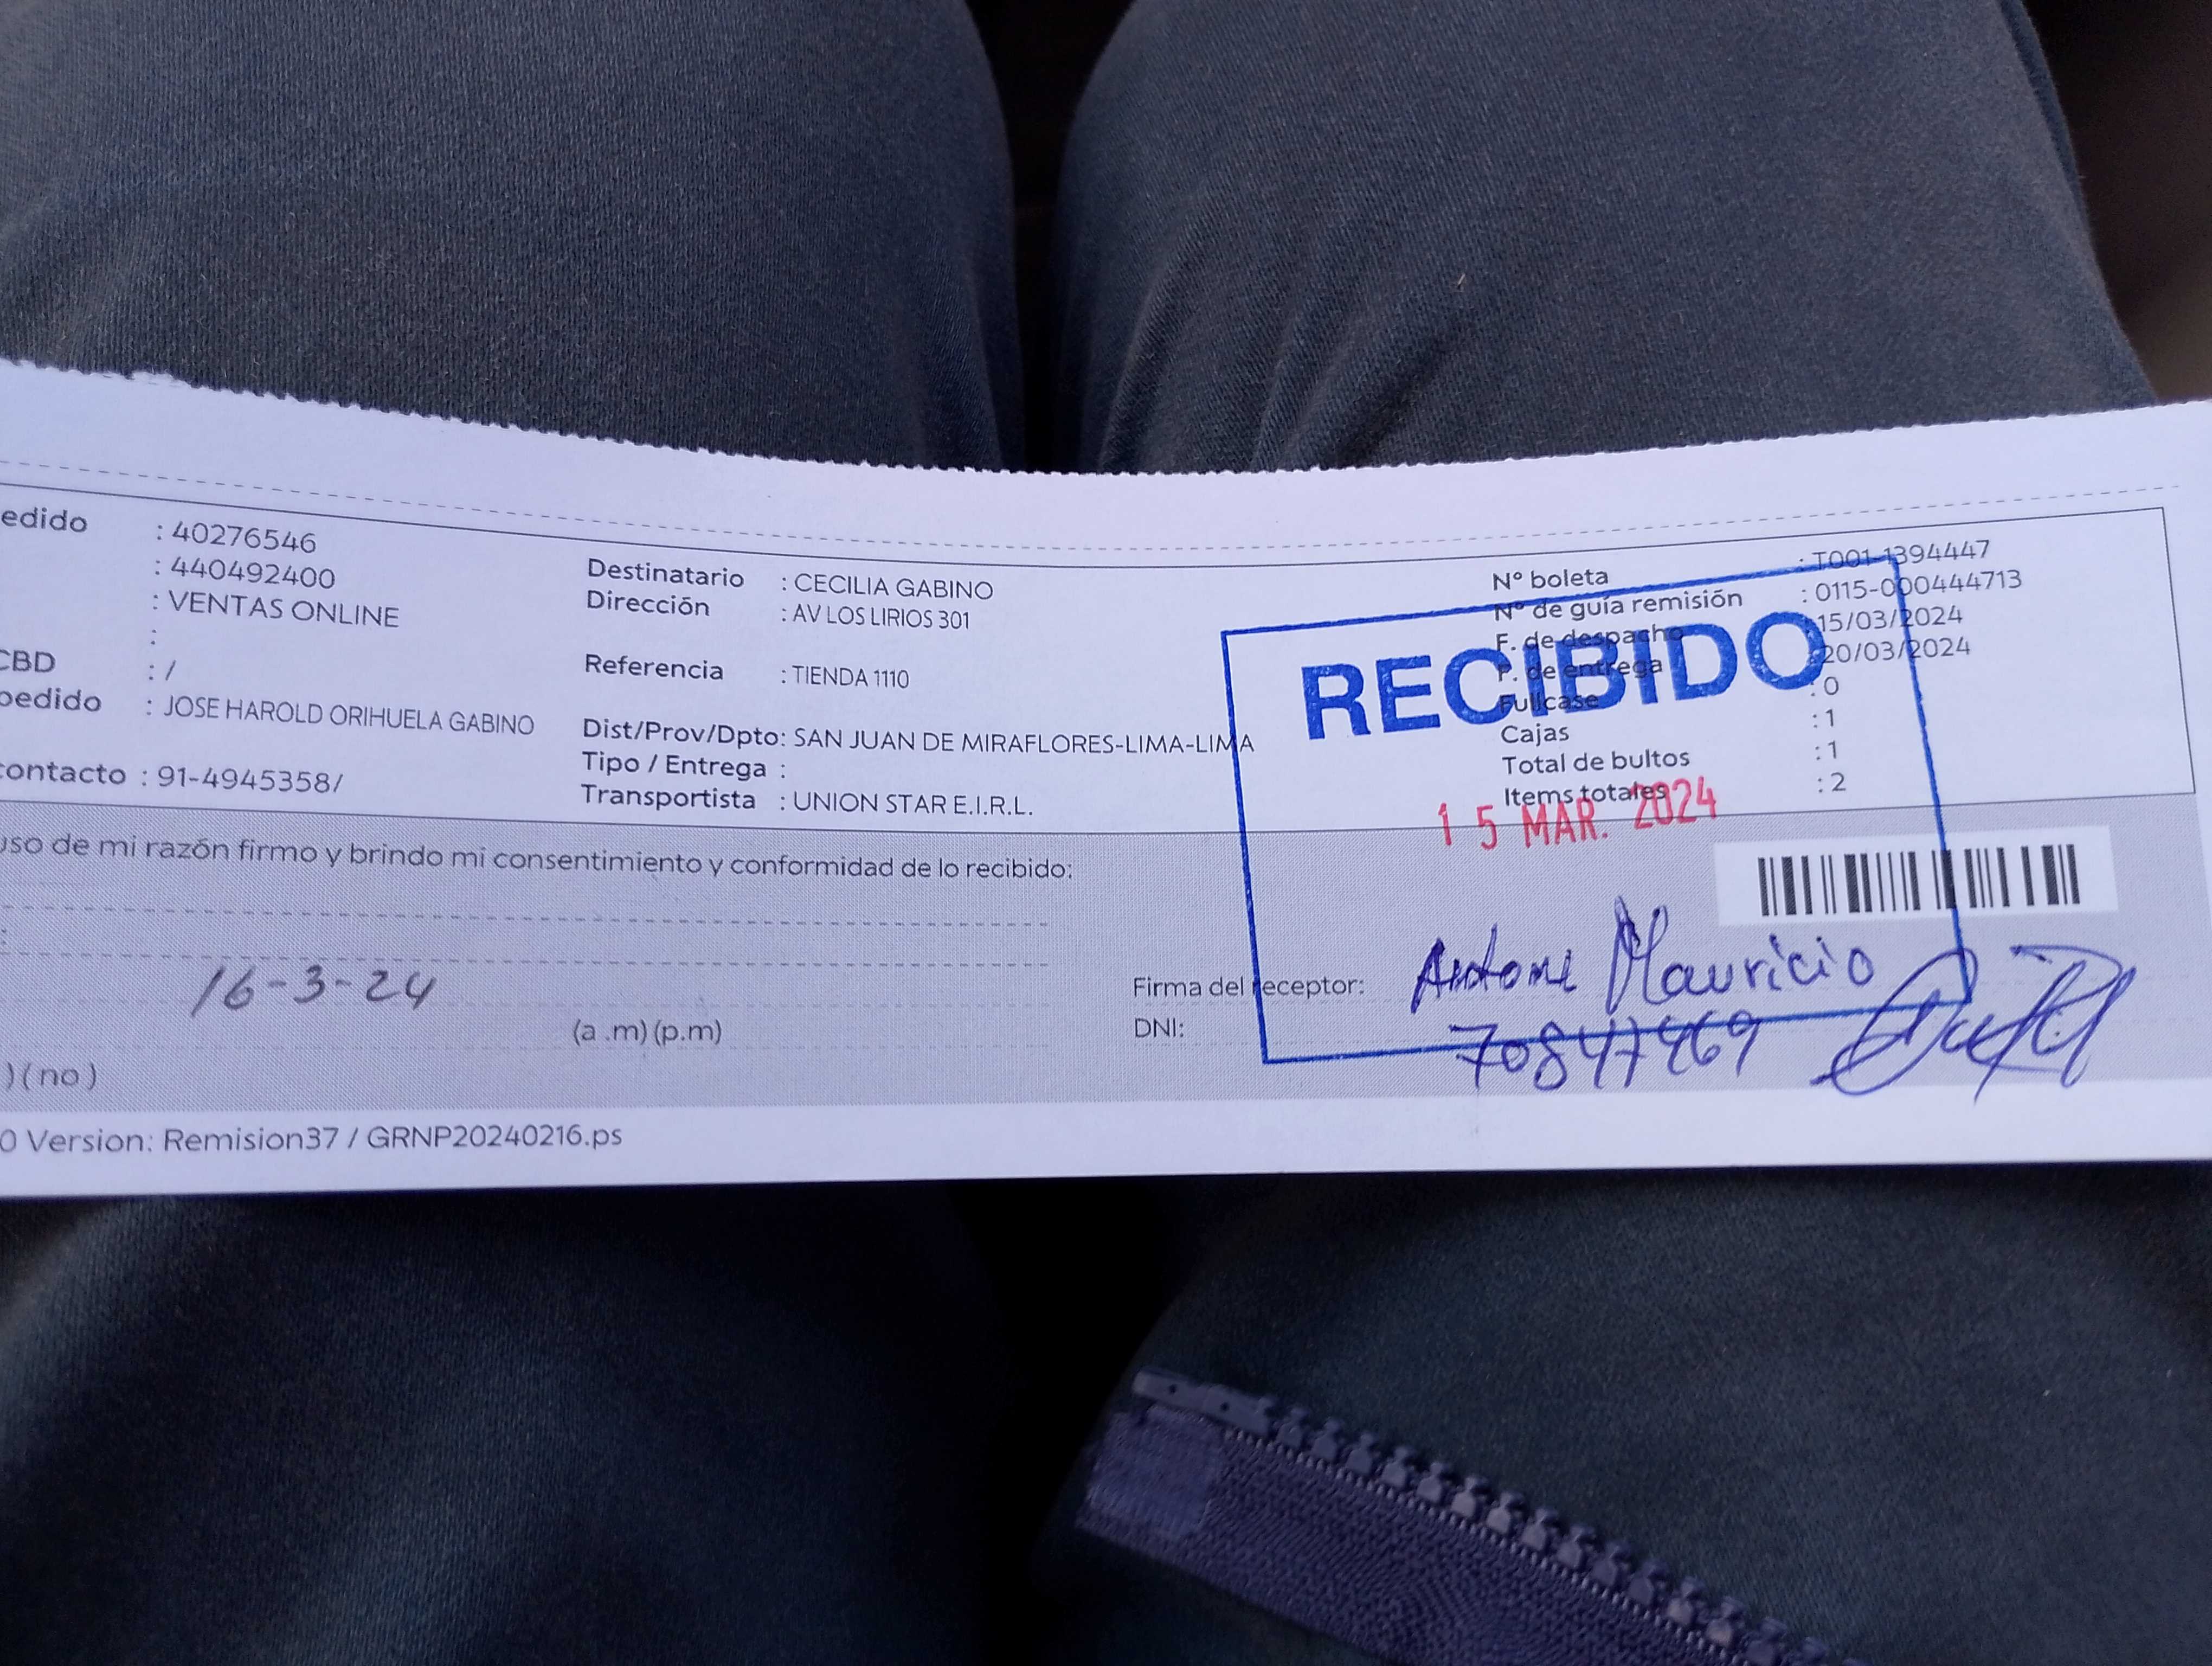 edido : 40276546
: 440492400
: VENTAS ONLINE
:
CBD : /
pedido : JOSE HAROLD ORIHUELA GABINO
contacto : 91-4945358/
Destinatario : CECILIA GABINO
Dirección : AV LOS LIRIOS 301
Referencia : TIENDA 1110
Dist/Prov/Dpto: SAN JUAN DE MIRAFLORES-LIMA-LIMA
Tipo / Entrega :
Transportista : UNION STAR E.I.R.L.
N° boleta : T001-1394447
N° de guía remisión : 0115-000444713
F. de despacho : 15/03/2024
F. de entrega : 20/03/2024
Fullcase : 0
Cajas : 1
Total de bultos : 1
Items totales : 2
RECIBIDO
15 MAR. 2024
uso de mi razón firmo y brindo mi consentimiento y conformidad de lo recibido:
:
16-3-24
(a .m) (p.m)
Firma del receptor: Mauricio
DNI: 70847469
) ( no )
0 Version: Remision37 / GRNP20240216.ps